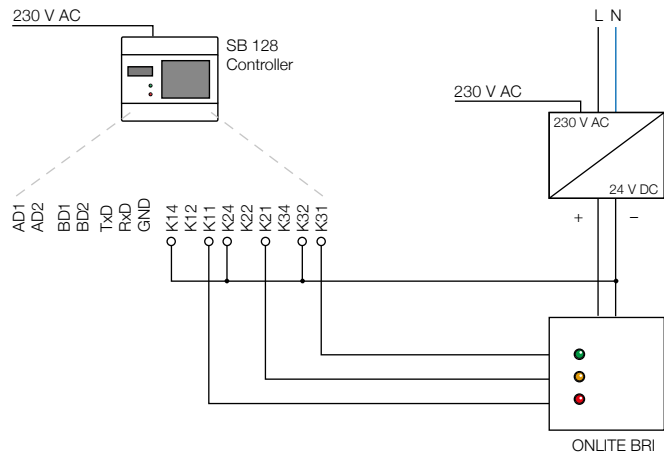 230 V AC
L N
SB 128
Controller
230 V AC
230 V AC
24 V DC
+ –
AD1
AD2
BD1
BD2
TxD
RxD
GND
K14
K12
K11
K24
K22
K21
K34
K32
K31
ONLITE BRI